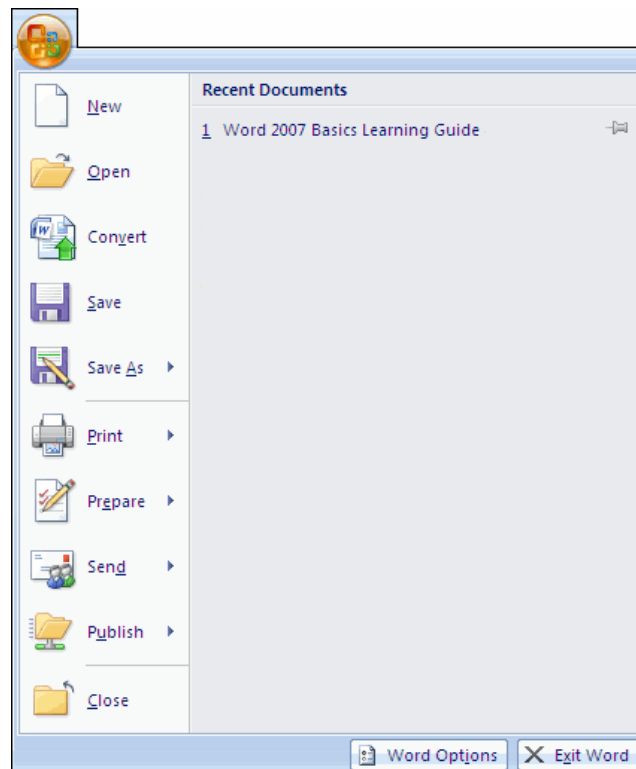 New
Open
Convert
Save
Save As
Print
Prepare
Send
Publish
Close
Recent Documents
1 Word 2007 Basics Learning Guide
Word Options
Exit Word